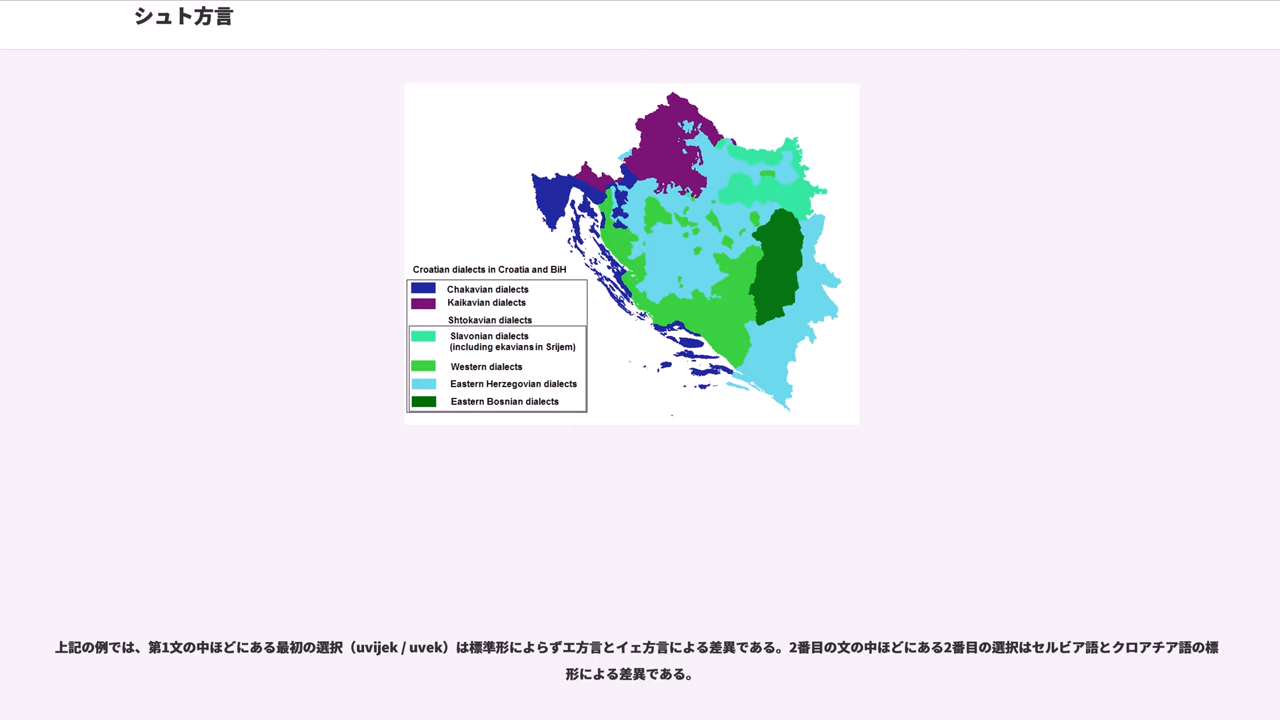 シュト方言
Croatian dialects in Croatia and BiH
Chakavian dialects
Kaikavian dialects
Shtokavian dialects
Slavonian dialects
(including ekavians in Srijem)
Western dialects
Eastern Herzegovian dialects
Eastern Bosnian dialects
上記の例では、第1文の中ほどにある最初の選択（uvijek / uvek）は標準形によらずエ方言とイェ方言による差異である。2番目の文の中ほどにある2番目の選択はセルビア語とクロアチア語の標
形による差異である。